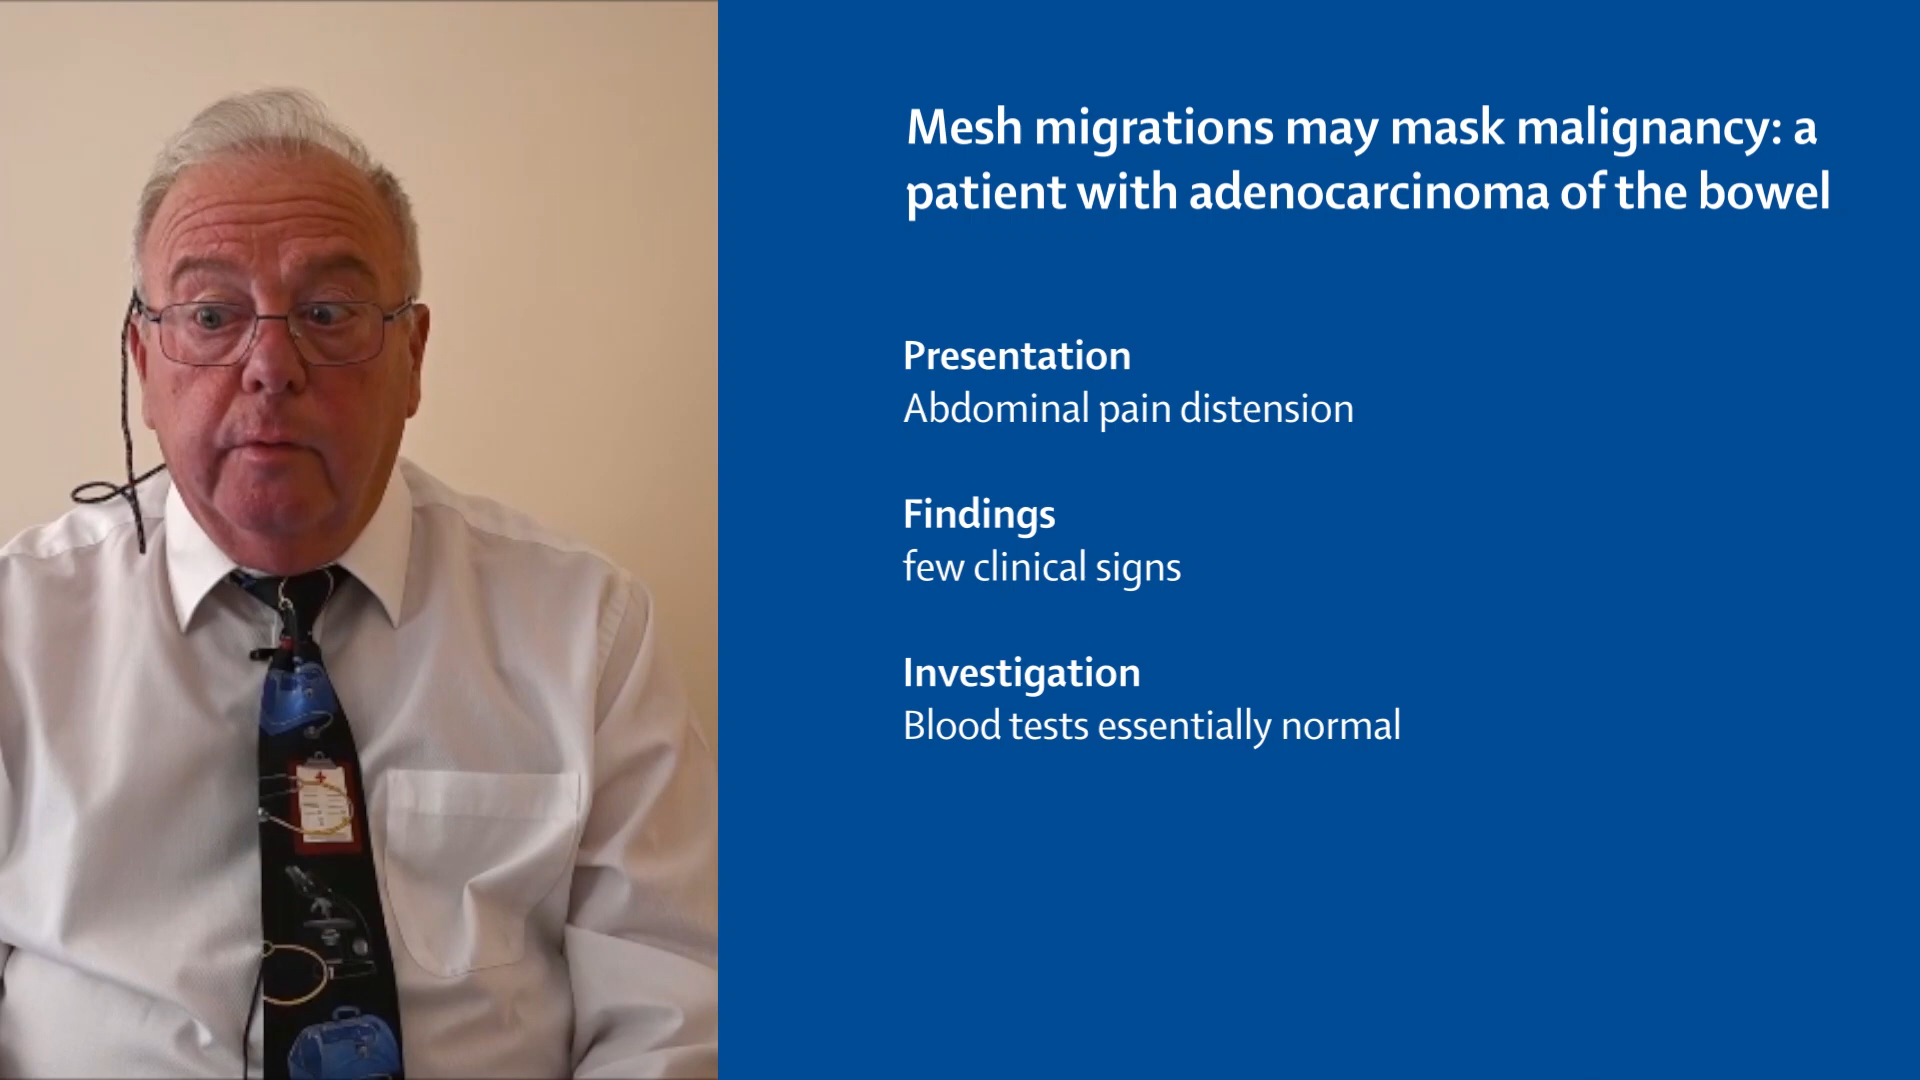 Mesh migrations may mask malignancy: a
patient with adenocarcinoma of the bowel
Presentation
Abdominal pain distension
Findings
few clinical signs
Investigation
Blood tests essentially normal